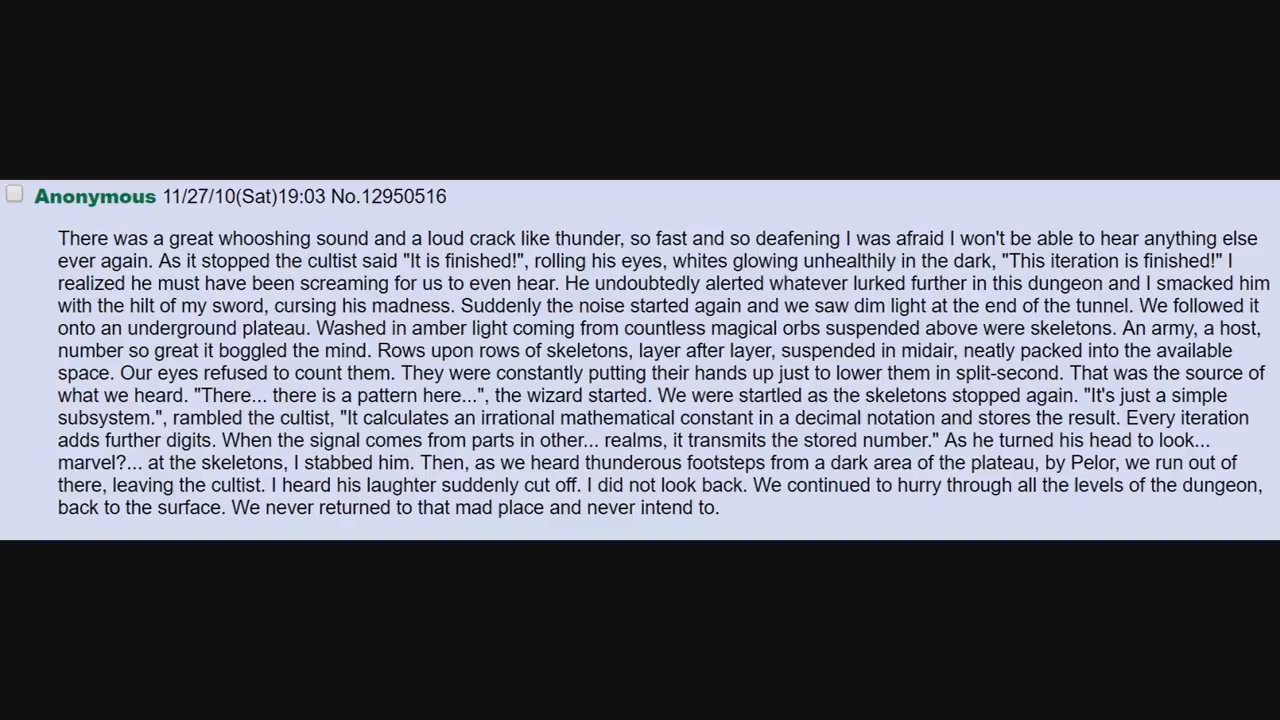 Anonymous 11/27/10(Sat)19:03 No.12950516
There was a great whooshing sound and a loud crack like thunder, so fast and so deafening I was afraid I won't be able to hear anything else
ever again. As it stopped the cultist said "It is finished!", rolling his eyes, whites glowing unhealthily in the dark, "This iteration is finished!" I
realized he must have been screaming for us to even hear. He undoubtedly alerted whatever lurked further in this dungeon and I smacked him
with the hilt of my sword, cursing his madness. Suddenly the noise started again and we saw dim light at the end of the tunnel. We followed it
onto an underground plateau. Washed in amber light coming from countless magical orbs suspended above were skeletons. An army, a host,
number so great it boggled the mind. Rows upon rows of skeletons, layer after layer, suspended in midair, neatly packed into the available
space. Our eyes refused to count them. They were constantly putting their hands up just to lower them in split-second. That was the source of
what we heard. "There... there is a pattern here...", the wizard started. We were startled as the skeletons stopped again. "It's just a simple
subsystem.", rambled the cultist, "It calculates an irrational mathematical constant in a decimal notation and stores the result. Every iteration
adds further digits. When the signal comes from parts in other... realms, it transmits the stored number." As he turned his head to look...
marvel?... at the skeletons, I stabbed him. Then, as we heard thunderous footsteps from a dark area of the plateau, by Pelor, we run out of
there, leaving the cultist. I heard his laughter suddenly cut off. I did not look back. We continued to hurry through all the levels of the dungeon,
back to the surface. We never returned to that mad place and never intend to.